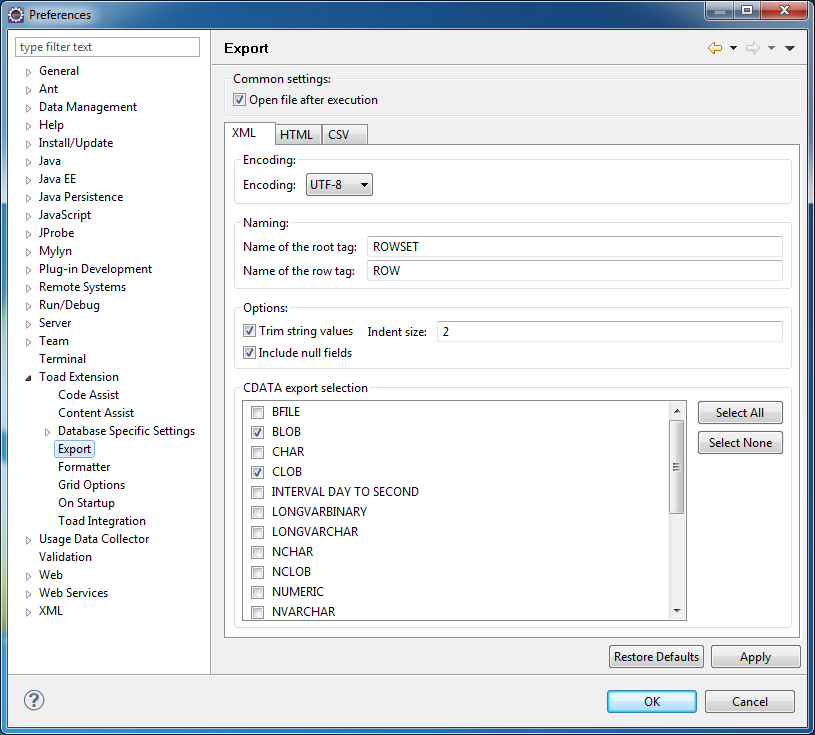 Preferences
type filter text
General
Ant
Data Management
Help
Install/Update
Java
Java EE
Java Persistence
JavaScript
JProbe
Mylyn
Plug-in Development
Remote Systems
Run/Debug
Server
Team
Terminal
Toad Extension
Code Assist
Content Assist
Database Specific Settings
Export
Formatter
Grid Options
On Startup
Toad Integration
Usage Data Collector
Validation
Web
Web Services
XML
Export
Common settings:
Open file after execution
XML HTML CSV
Encoding:
Encoding: UTF-8
Naming:
Name of the root tag: ROWSET
Name of the row tag: ROW
Options:
Trim string values Indent size: 2
Include null fields
CDATA export selection
BFILE
BLOB
CHAR
CLOB
INTERVAL DAY TO SECOND
LONGVARBINARY
LONGVARCHAR
NCHAR
NCLOB
NUMERIC
NVARCHAR
Select All
Select None
Restore Defaults Apply
? OK Cancel